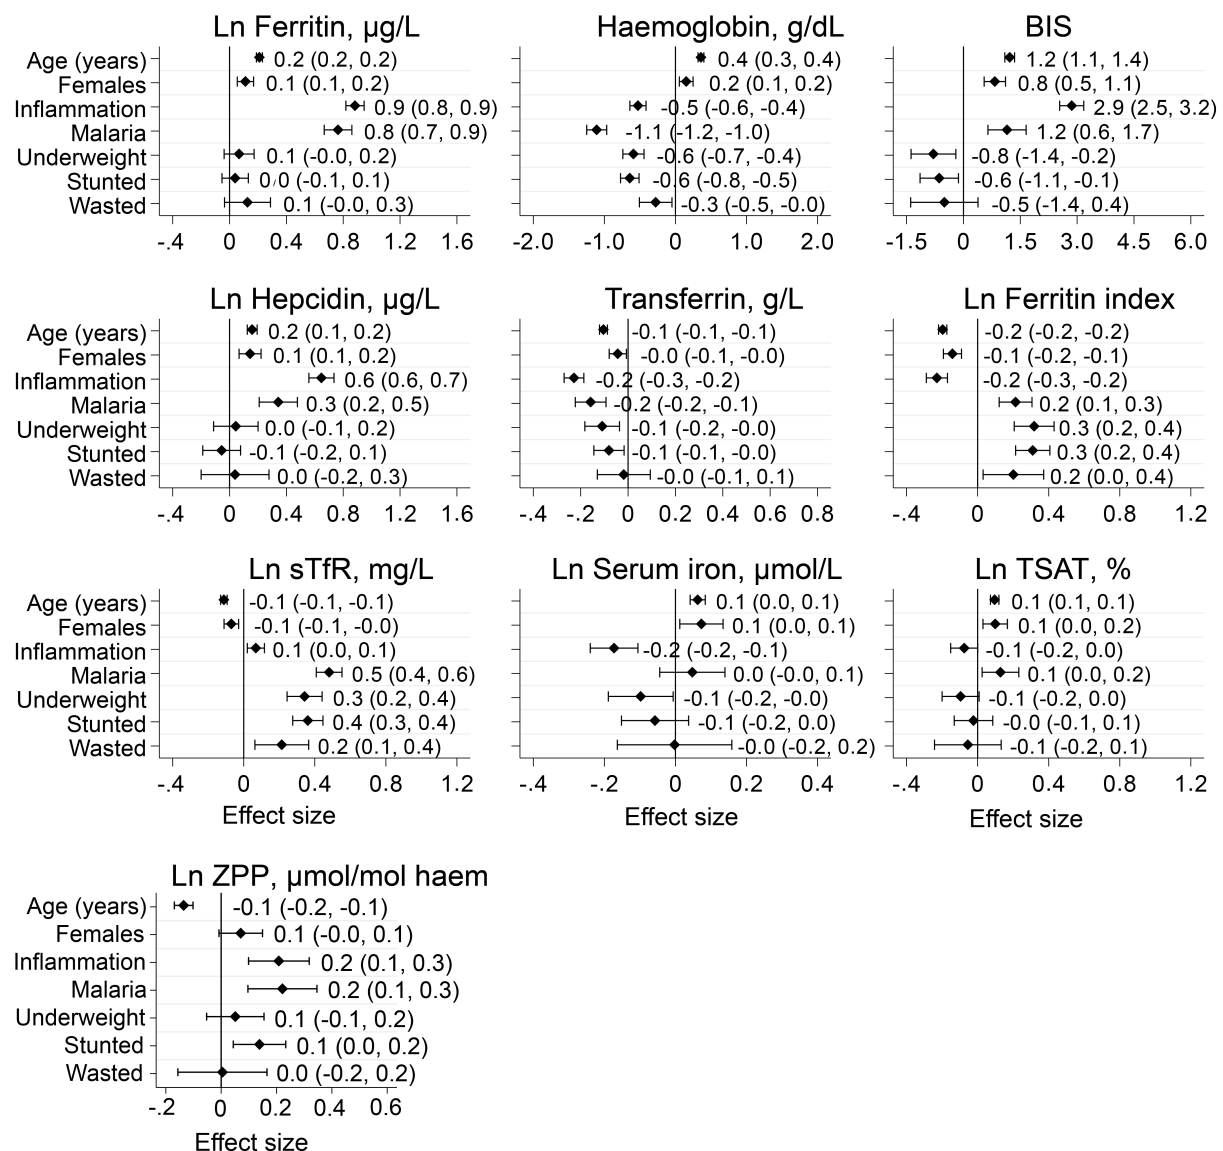 Ln Ferritin, µg/L
Age (years) 0.2 (0.2, 0.2)
Females 0.1 (0.1, 0.2)
Inflammation 0.9 (0.8, 0.9)
Malaria 0.8 (0.7, 0.9)
Underweight 0.1 (-0.0, 0.2)
Stunted 0.0 (-0.1, 0.1)
Wasted 0.1 (-0.0, 0.3)
-.4 0 0.4 0.8 1.2 1.6
Haemoglobin, g/dL
0.4 (0.3, 0.4)
0.2 (0.1, 0.2)
-0.5 (-0.6, -0.4)
-1.1 (-1.2, -1.0)
-0.6 (-0.7, -0.4)
-0.6 (-0.8, -0.5)
-0.3 (-0.5, -0.0)
-2.0 -1.0 0 1.0 2.0
BIS
1.2 (1.1, 1.4)
0.8 (0.5, 1.1)
2.9 (2.5, 3.2)
1.2 (0.6, 1.7)
-0.8 (-1.4, -0.2)
-0.6 (-1.1, -0.1)
-0.5 (-1.4, 0.4)
-1.5 0 1.5 3.0 4.5 6.0
Ln Hepcidin, µg/L
Age (years) 0.2 (0.1, 0.2)
Females 0.1 (0.1, 0.2)
Inflammation 0.6 (0.6, 0.7)
Malaria 0.3 (0.2, 0.5)
Underweight 0.0 (-0.1, 0.2)
Stunted -0.1 (-0.2, 0.1)
Wasted 0.0 (-0.2, 0.3)
-.4 0 0.4 0.8 1.2 1.6
Transferrin, g/L
-0.1 (-0.1, -0.1)
-0.0 (-0.1, -0.0)
-0.2 (-0.3, -0.2)
-0.2 (-0.2, -0.1)
-0.1 (-0.2, -0.0)
-0.1 (-0.1, -0.0)
-0.0 (-0.1, 0.1)
-.4 -.2 0 0.2 0.4 0.6 0.8
Ln Ferritin index
-0.2 (-0.2, -0.2)
-0.1 (-0.2, -0.1)
-0.2 (-0.3, -0.2)
0.2 (0.1, 0.3)
0.3 (0.2, 0.4)
0.3 (0.2, 0.4)
0.2 (0.0, 0.4)
-.4 0 0.4 0.8 1.2
Ln sTfR, mg/L
Age (years) -0.1 (-0.1, -0.1)
Females -0.1 (-0.1, -0.0)
Inflammation 0.1 (0.0, 0.1)
Malaria 0.5 (0.4, 0.6)
Underweight 0.3 (0.2, 0.4)
Stunted 0.4 (0.3, 0.4)
Wasted 0.2 (0.1, 0.4)
-.4 0 0.4 0.8 1.2
Effect size
Ln Serum iron, µmol/L
0.1 (0.0, 0.1)
0.1 (0.0, 0.1)
-0.2 (-0.2, -0.1)
0.0 (-0.0, 0.1)
-0.1 (-0.2, -0.0)
-0.1 (-0.2, 0.0)
-0.0 (-0.2, 0.2)
-.4 -.2 0 0.2 0.4
Effect size
Ln TSAT, %
0.1 (0.1, 0.1)
0.1 (0.0, 0.2)
-0.1 (-0.2, 0.0)
0.1 (0.0, 0.2)
-0.1 (-0.2, 0.0)
-0.0 (-0.1, 0.1)
-0.1 (-0.2, 0.1)
-.4 0 0.4 0.8 1.2
Effect size
Ln ZPP, µmol/mol haem
Age (years) -0.1 (-0.2, -0.1)
Females 0.1 (-0.0, 0.1)
Inflammation 0.2 (0.1, 0.3)
Malaria 0.2 (0.1, 0.3)
Underweight 0.1 (-0.1, 0.2)
Stunted 0.1 (0.0, 0.2)
Wasted 0.0 (-0.2, 0.2)
-.2 0 0.2 0.4 0.6
Effect size